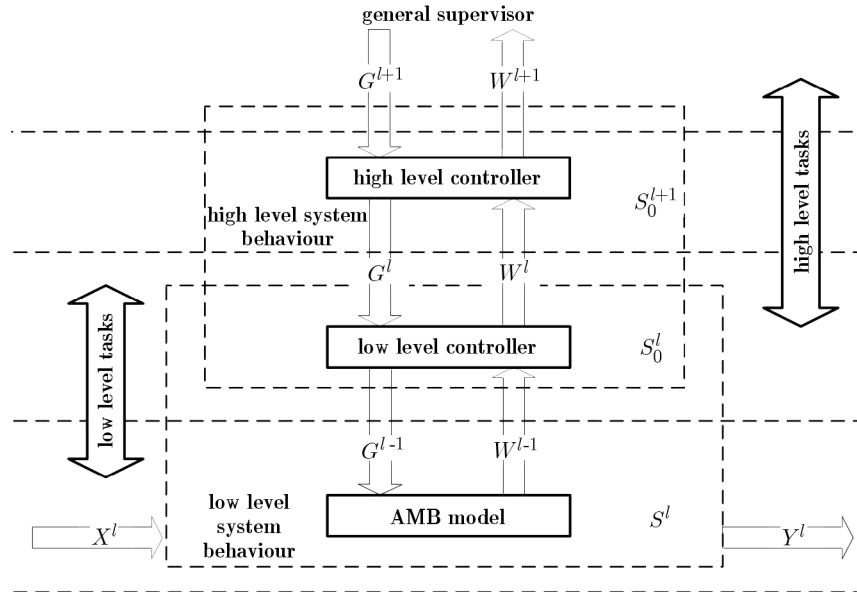 general supervisor
G^{l+1}
W^{l+1}
high level controller
S_0^{l+1}
high level system
behaviour
high level tasks
G^l
W^l
low level controller
S_0^l
low level tasks
G^{l-1}
W^{l-1}
low level
system
behaviour
AMB model
S^l
X^l
Y^l